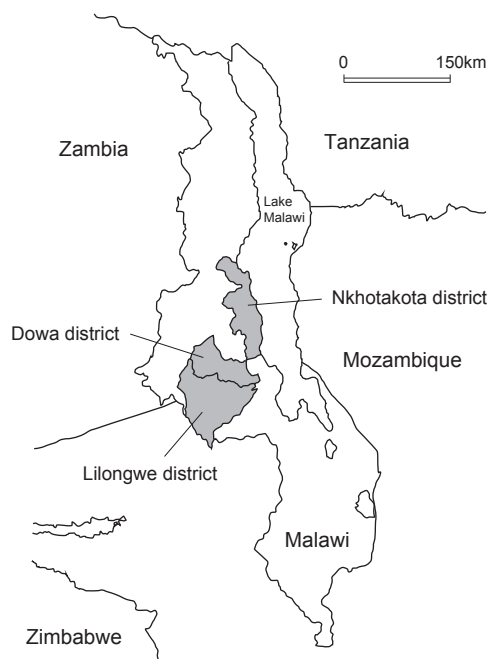 0 150km
Zambia
Tanzania
Lake
Malawi
Nkhotakota district
Dowa district
Mozambique
Lilongwe district
Malawi
Zimbabwe